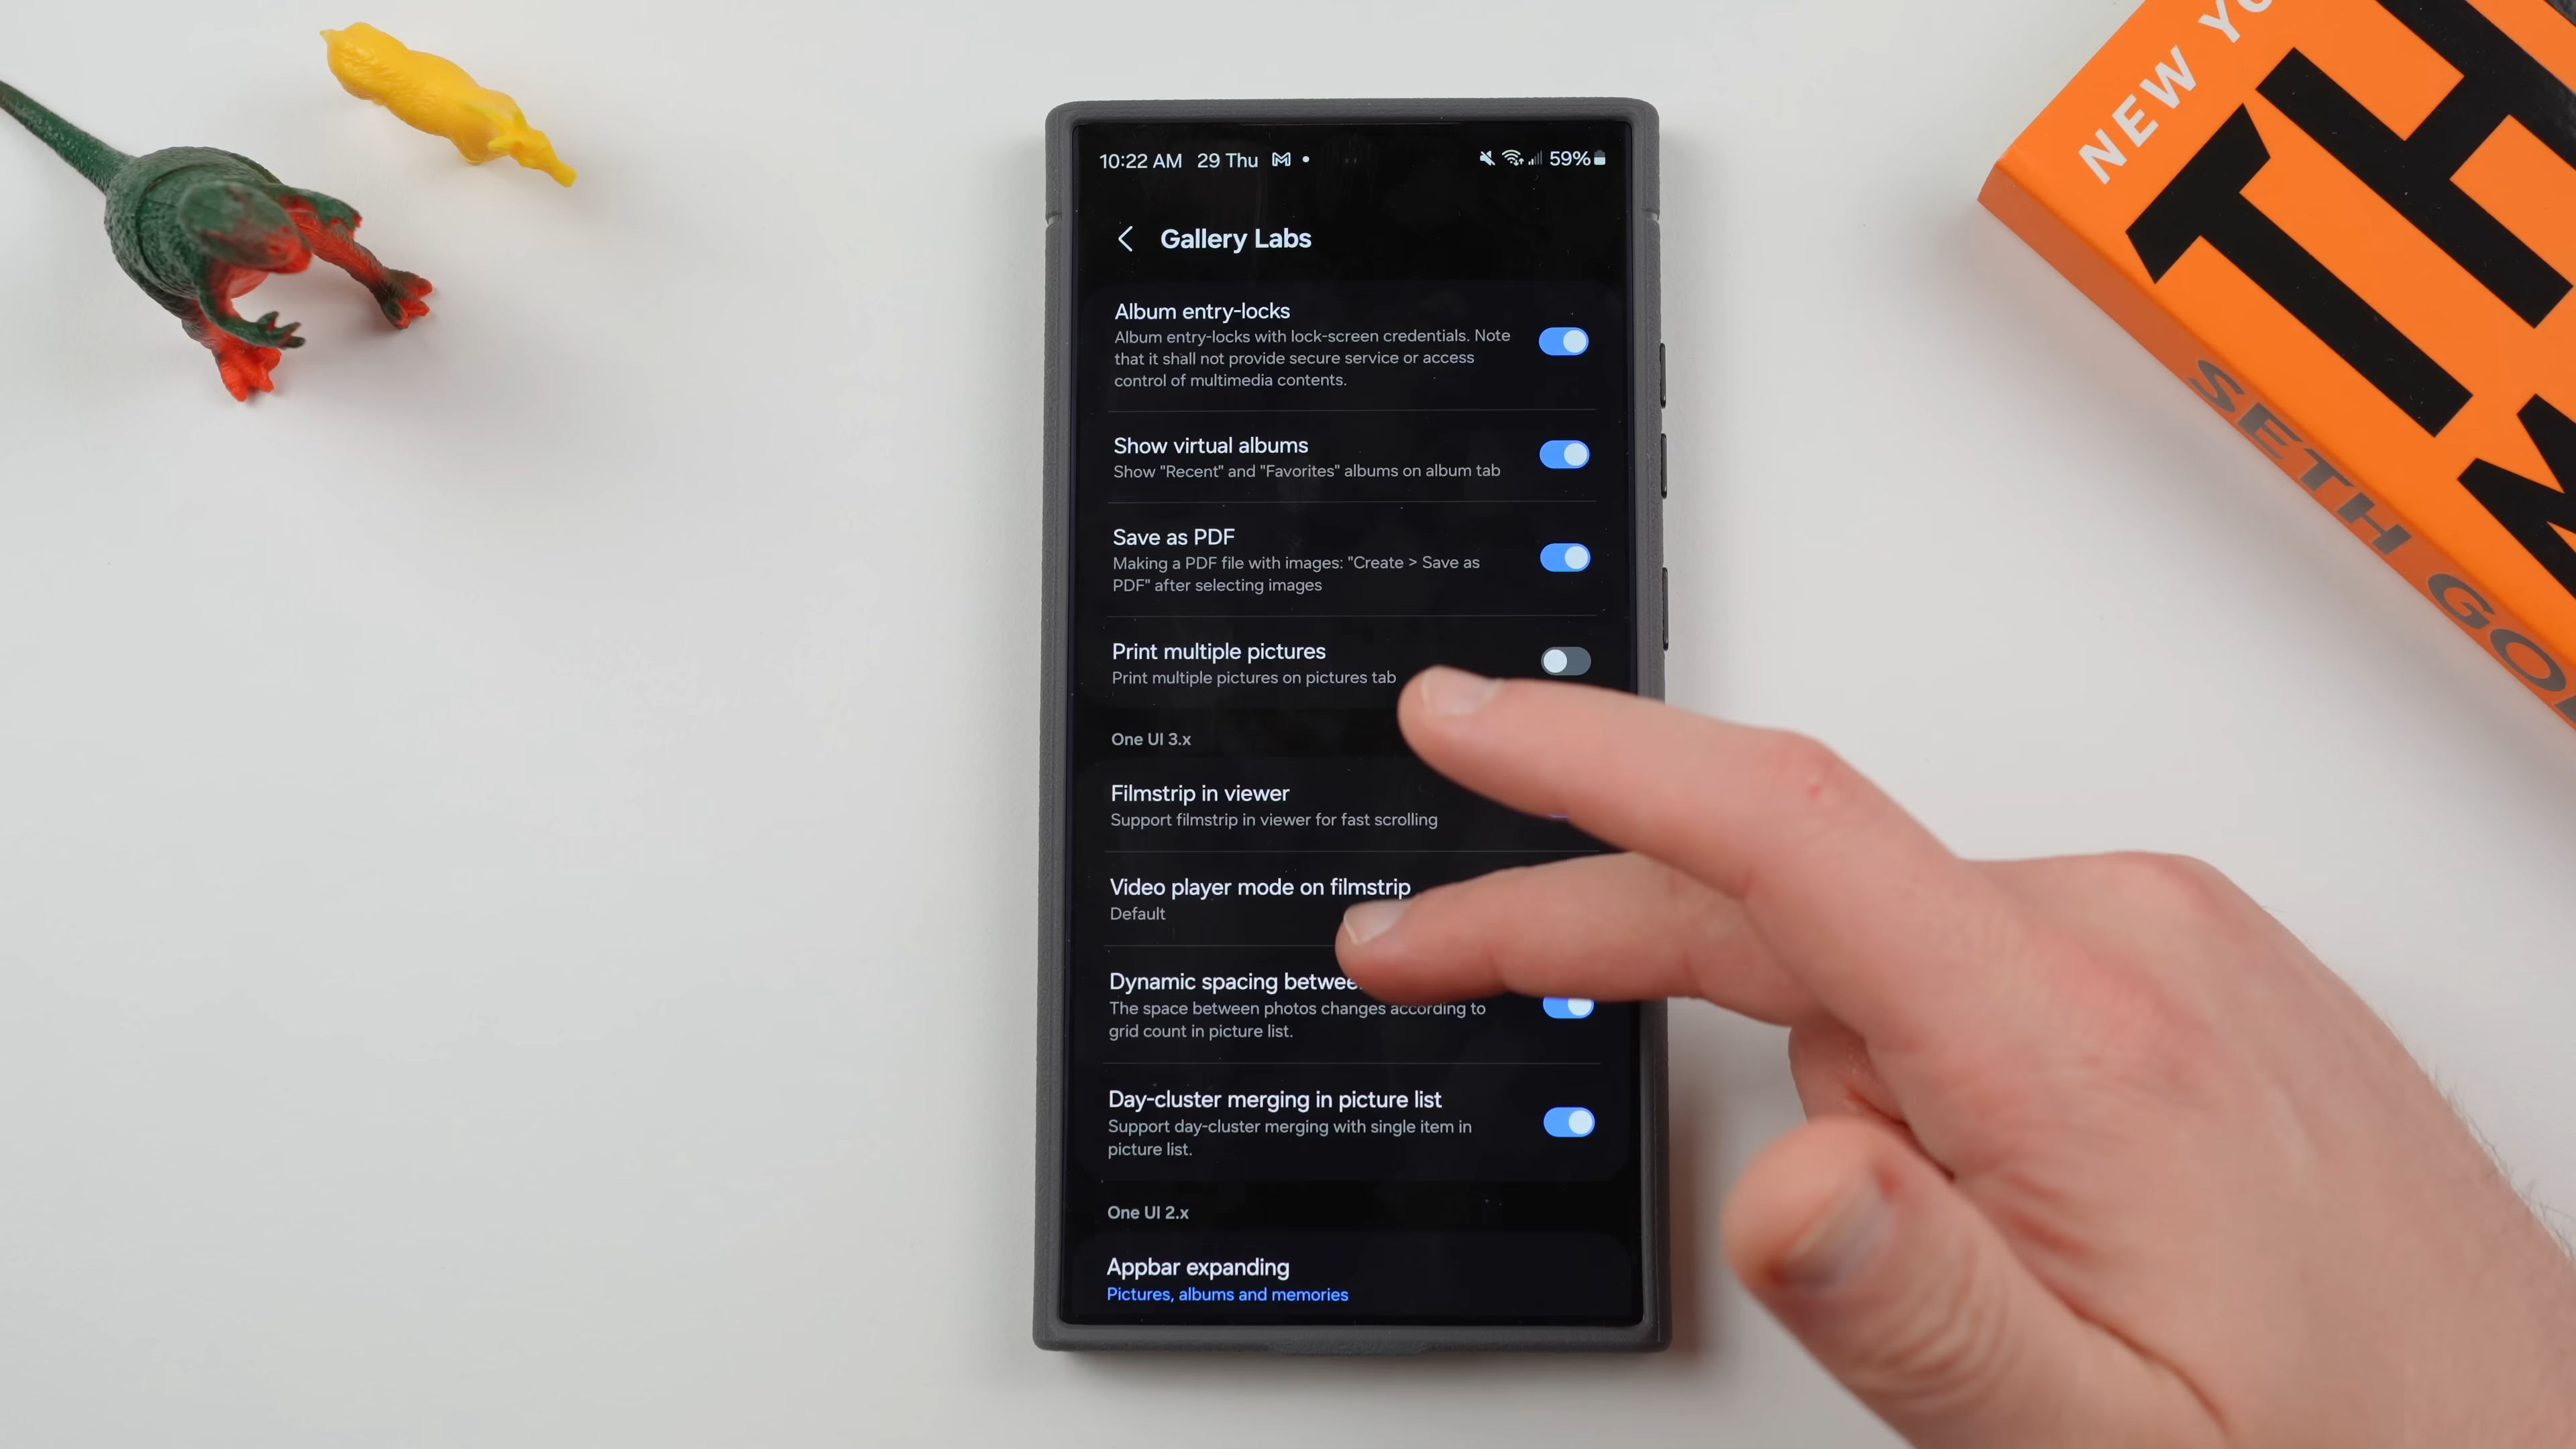 10:22 AM 29 Thu
59%
Gallery Labs
Album entry-locks
Album entry-locks with lock-screen credentials. Note
that it shall not provide secure service or access
control of multimedia contents.
Show virtual albums
Show "Recent" and "Favorites" albums on album tab
Save as PDF
Making a PDF file with images: "Create > Save as
PDF" after selecting images
Print multiple pictures
Print multiple pictures on pictures tab
One UI 3.x
Filmstrip in viewer
Support filmstrip in viewer for fast scrolling
Video player mode on filmstrip
Default
Dynamic spacing
The space between photos changes according to
grid count in picture list.
Day-cluster merging in picture list
Support day-cluster merging with single item in
picture list.
One UI 2.x
Appbar expanding
Pictures, albums and memories
NEW
TH
SETH